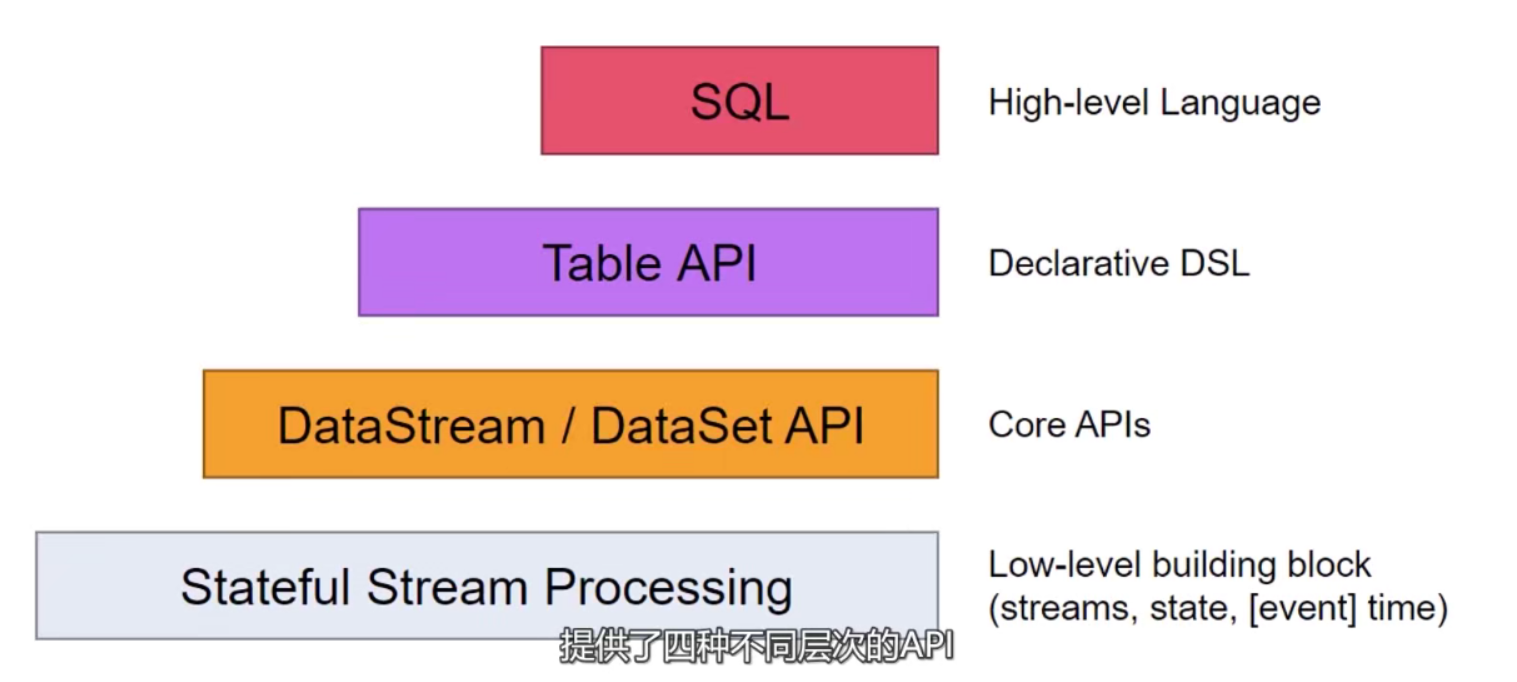 SQL
High-level Language
Table API
Declarative DSL
DataStream / DataSet API
Core APIs
Stateful Stream Processing
Low-level building block
(streams, state, [event] time)
提供了四种不同层次的API